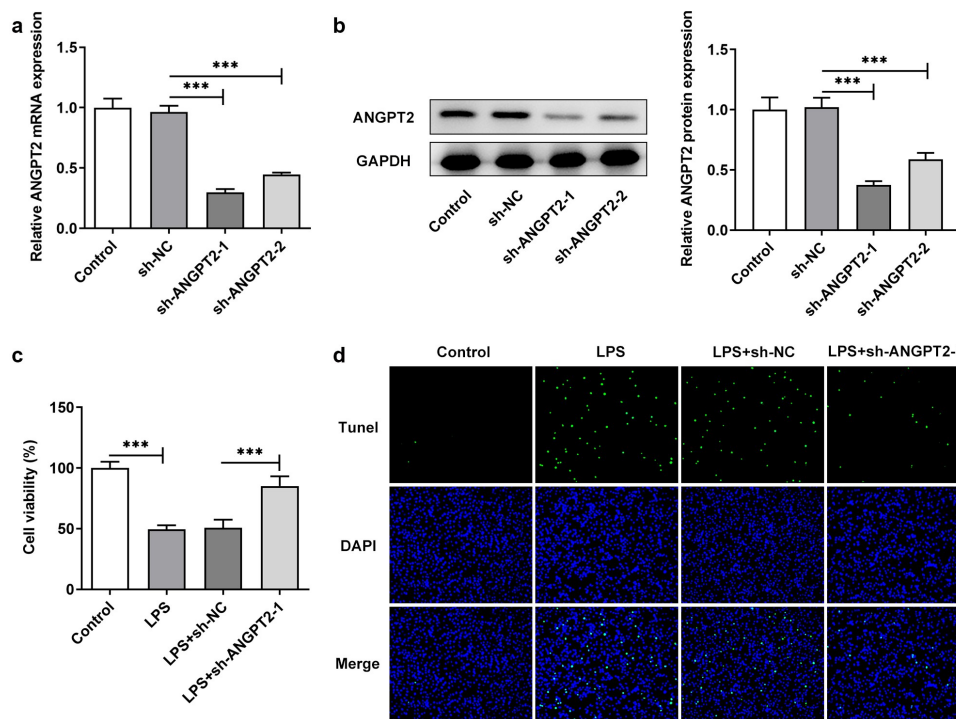 a
Relative ANGPT2 mRNA expression
1.5
1.0
0.5
0.0
***
***
Control
sh-NC
sh-ANGPT2-1
sh-ANGPT2-2
b
ANGPT2
GAPDH
Control
sh-NC
sh-ANGPT2-1
sh-ANGPT2-2
Relative ANGPT2 protein expression
1.5
1.0
0.5
0.0
***
***
Control
sh-NC
sh-ANGPT2-1
sh-ANGPT2-2
c
Cell viability (%)
150
100
50
0
***
***
Control
LPS
LPS+sh-NC
LPS+sh-ANGPT2-1
d
Control LPS LPS+sh-NC LPS+sh-ANGPT2-
Tunel
DAPI
Merge